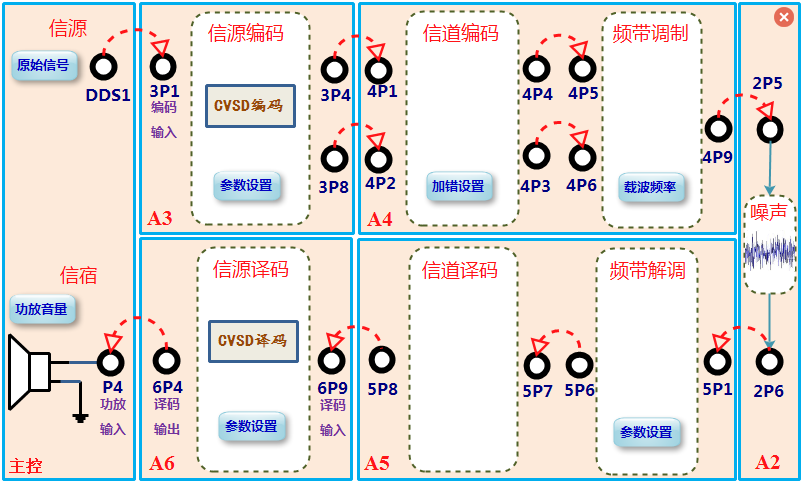 信源
原始信号
DDS1
3P1
编码
输入
信源编码
CVSD编码
参数设置
3P4
3P8
A3
4P1
4P2
A4
信道编码
加错设置
4P4
4P3
4P5
4P6
频带调制
载波频率
4P9
2P5
噪声
2P6
A2
信宿
功放音量
P4
功放
输入
主控
6P4
译码
输出
A6
信源译码
CVSD译码
参数设置
6P9
译码
输入
5P8
A5
信道译码
5P7
5P6
频带解调
参数设置
5P1